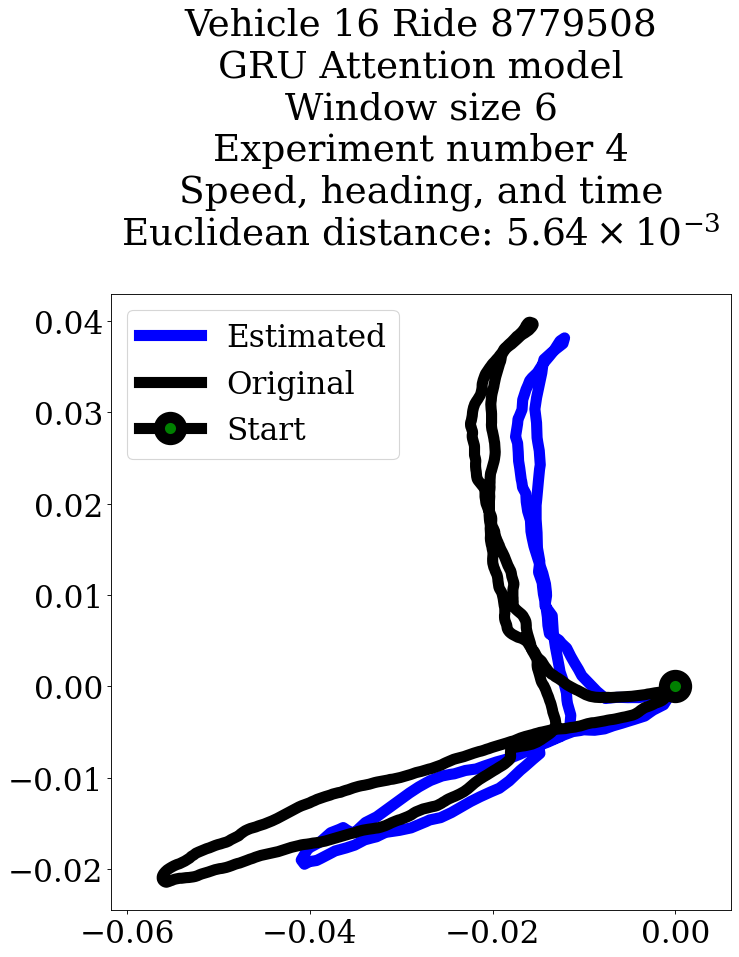 Vehicle 16 Ride 8779508
GRU Attention model
Window size 6
Experiment number 4
Speed, heading, and time
Euclidean distance: 5.64 × 10⁻³
Estimated
Original
Start
0.04
0.03
0.02
0.01
0.00
−0.01
−0.02
−0.06 −0.04 −0.02 0.00